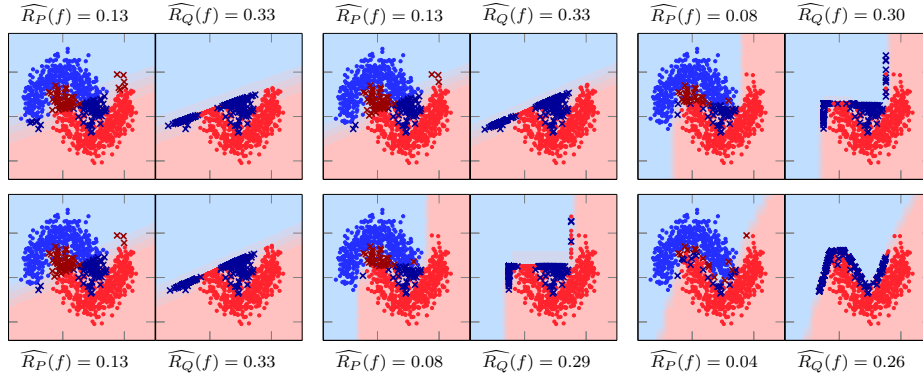 $\widehat{R_P}(f) = 0.13$ $\widehat{R_Q}(f) = 0.33$ $\widehat{R_P}(f) = 0.13$ $\widehat{R_Q}(f) = 0.33$ $\widehat{R_P}(f) = 0.08$ $\widehat{R_Q}(f) = 0.30$
$\widehat{R_P}(f) = 0.13$ $\widehat{R_Q}(f) = 0.33$ $\widehat{R_P}(f) = 0.08$ $\widehat{R_Q}(f) = 0.29$ $\widehat{R_P}(f) = 0.04$ $\widehat{R_Q}(f) = 0.26$